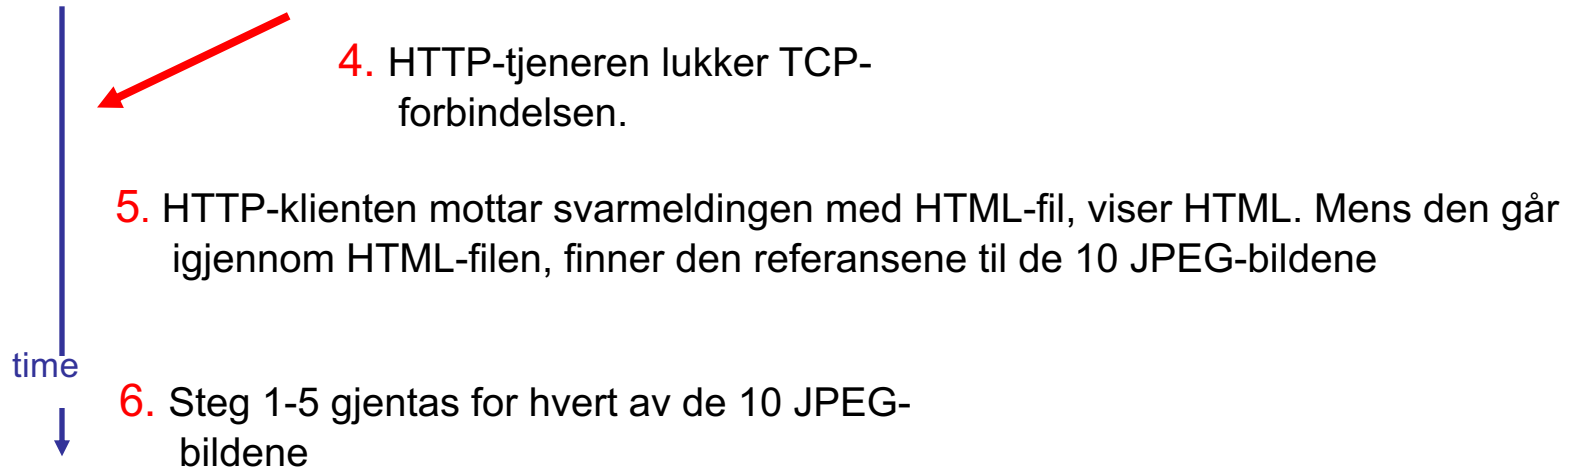 4. HTTP-tjeneren lukker TCP-
forbindelsen.
5. HTTP-klienten mottar svarmeldingen med HTML-fil, viser HTML. Mens den går
igjennom HTML-filen, finner den referansene til de 10 JPEG-bildene
time
6. Steg 1-5 gjentas for hvert av de 10 JPEG-
bildene